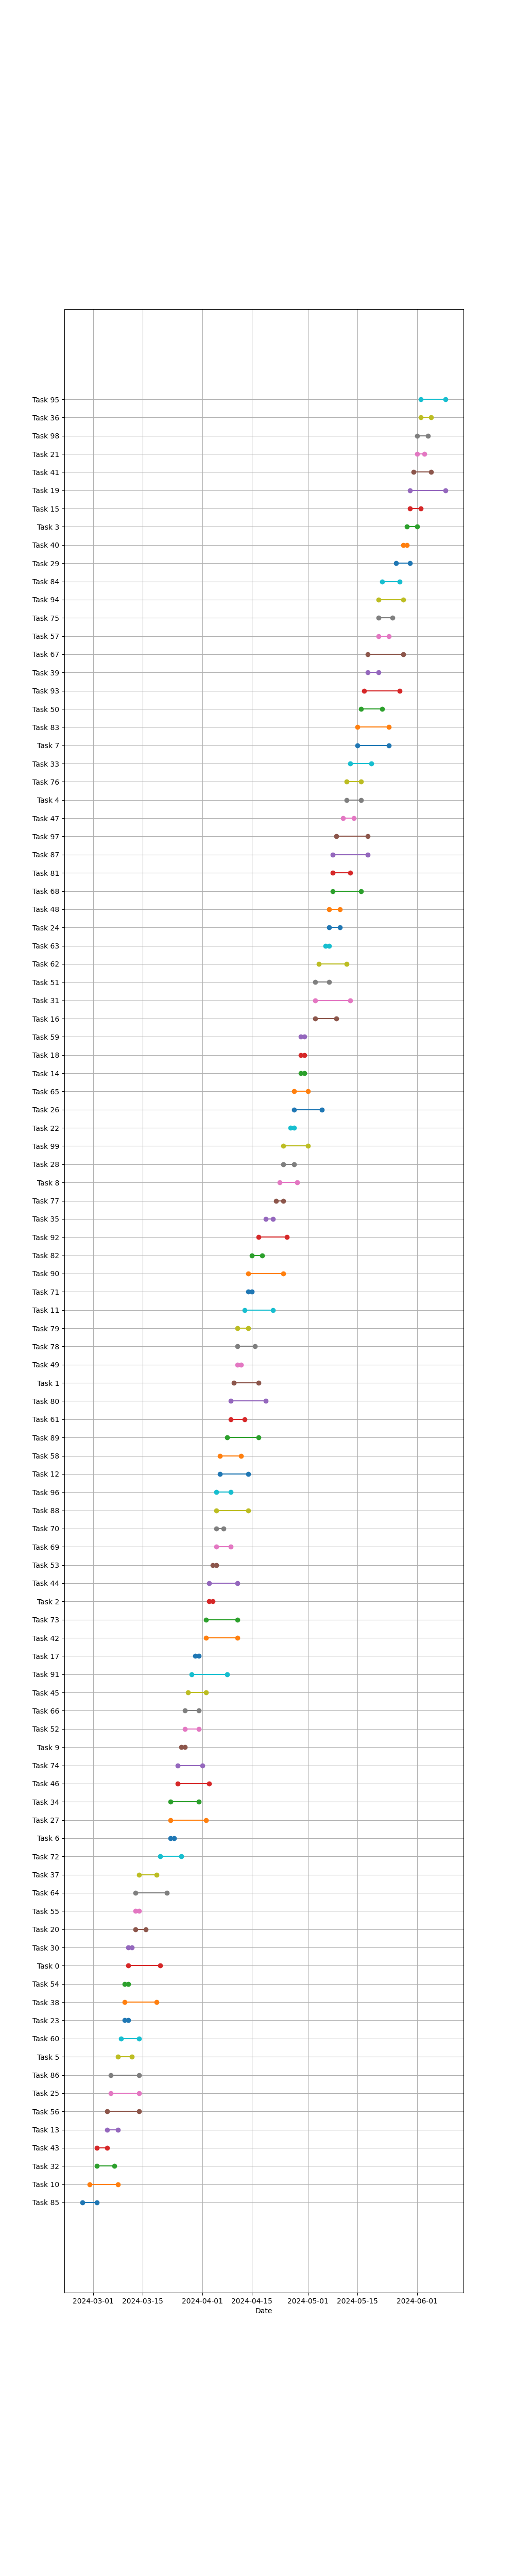 Task 95
Task 36
Task 98
Task 21
Task 41
Task 19
Task 15
Task 3
Task 40
Task 29
Task 84
Task 94
Task 75
Task 57
Task 67
Task 39
Task 93
Task 50
Task 83
Task 7
Task 33
Task 76
Task 4
Task 47
Task 97
Task 87
Task 81
Task 68
Task 48
Task 24
Task 63
Task 62
Task 51
Task 31
Task 16
Task 59
Task 18
Task 14
Task 65
Task 26
Task 22
Task 99
Task 28
Task 8
Task 77
Task 35
Task 92
Task 82
Task 90
Task 71
Task 11
Task 79
Task 78
Task 49
Task 1
Task 80
Task 61
Task 89
Task 58
Task 12
Task 96
Task 88
Task 70
Task 69
Task 53
Task 44
Task 2
Task 73
Task 42
Task 17
Task 91
Task 45
Task 66
Task 52
Task 9
Task 74
Task 46
Task 34
Task 27
Task 6
Task 72
Task 37
Task 64
Task 55
Task 20
Task 30
Task 0
Task 54
Task 38
Task 23
Task 60
Task 5
Task 86
Task 25
Task 56
Task 13
Task 43
Task 32
Task 10
Task 85
2024-03-01 2024-03-15 2024-04-01 2024-04-15 2024-05-01 2024-05-15 2024-06-01
Date